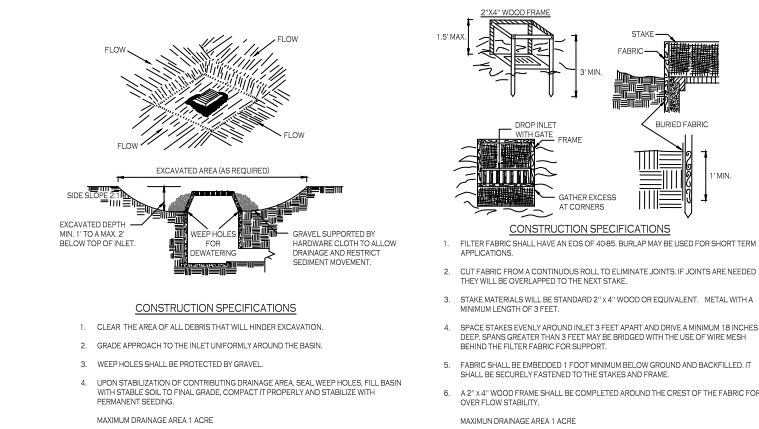 FLOW
FLOW
FLOW
FLOW
EXCAVATED AREA (AS REQUIRED)
SIDE SLOPE 2:1
EXCAVATED DEPTH
MIN. 1' TO A MAX. 2'
BELOW TOP OF INLET.
WEEP HOLES
FOR
DEWATERING
GRAVEL SUPPORTED BY
HARDWARE CLOTH TO ALLOW
DRAINAGE AND RESTRICT
SEDIMENT MOVEMENT.
CONSTRUCTION SPECIFICATIONS
1. CLEAR THE AREA OF ALL DEBRIS THAT WILL HINDER EXCAVATION.
2. GRADE APPROACH TO THE INLET UNIFORMLY AROUND THE BASIN.
3. WEEP HOLES SHALL BE PROTECTED BY GRAVEL.
4. UPON STABILIZATION OF CONTRIBUTING DRAINAGE AREA, SEAL WEEP HOLES, FILL BASIN
WITH STABLE SOIL TO FINAL GRADE, COMPACT IT PROPERLY AND STABILIZE WITH
PERMANENT SEEDING.
MAXIMUM DRAINAGE AREA 1 ACRE
2"X4" WOOD FRAME
1.5' MAX.
3' MIN.
STAKE
FABRIC
BURIED FABRIC
DROP INLET
WITH GATE
FRAME
GATHER EXCESS
AT CORNERS
1' MIN.
CONSTRUCTION SPECIFICATIONS
1. FILTER FABRIC SHALL HAVE AN EOS OF 40-85. BURLAP MAY BE USED FOR SHORT TERM
APPLICATIONS.
2. CUT FABRIC FROM A CONTINUOUS ROLL TO ELIMINATE JOINTS. IF JOINTS ARE NEEDED
THEY WILL BE OVERLAPPED TO THE NEXT STAKE.
3. STAKE MATERIALS WILL BE STANDARD 2" x 4" WOOD OR EQUIVALENT. METAL WITH A
MINIMUM LENGTH OF 3 FEET.
4. SPACE STAKES EVENLY AROUND INLET 3 FEET APART AND DRIVE A MINIMUM 18 INCHES
DEEP. SPANS GREATER THAN 3 FEET MAY BE BRIDGED WITH THE USE OF WIRE MESH
BEHIND THE FILTER FABRIC FOR SUPPORT.
5. FABRIC SHALL BE EMBEDDED 1 FOOT MINIMUM BELOW GROUND AND BACKFILLED. IT
SHALL BE SECURELY FASTENED TO THE STAKES AND FRAME.
6. A 2" x 4" WOOD FRAME SHALL BE COMPLETED AROUND THE CREST OF THE FABRIC FOR
OVER FLOW STABILITY.
MAXIMUN DRAINAGE AREA 1 ACRE